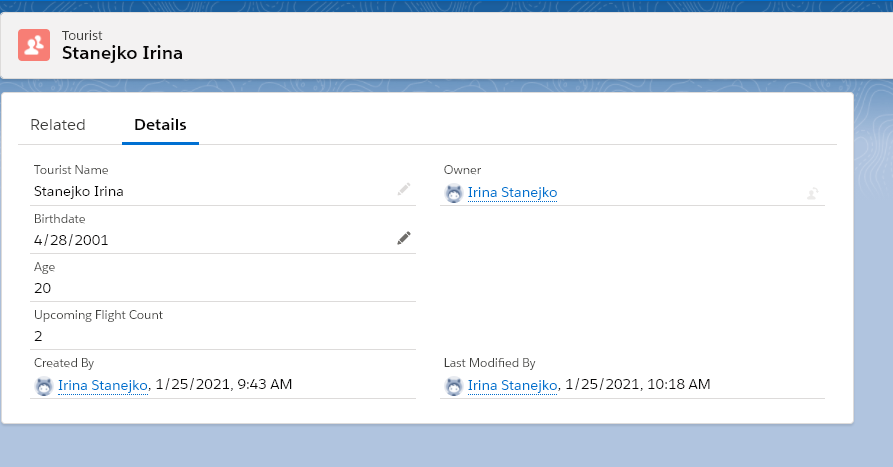 Tourist
Stanejko Irina
Related Details
Tourist Name
Stanejko Irina
Owner
Irina Stanejko
Birthdate
4/28/2001
Age
20
Upcoming Flight Count
2
Created By
Irina Stanejko, 1/25/2021, 9:43 AM
Last Modified By
Irina Stanejko, 1/25/2021, 10:18 AM